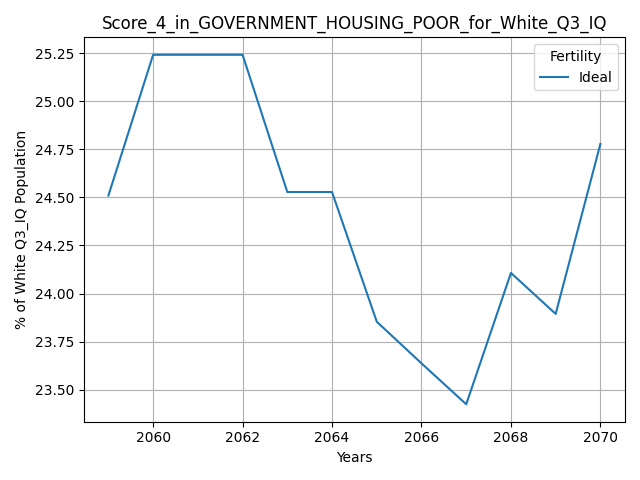 Score_4_in_GOVERNMENT_HOUSING_POOR_for_White_Q3_IQ
Fertility
Ideal
% of White Q3_IQ Population
25.25
25.00
24.75
24.50
24.25
24.00
23.75
23.50
2060 2062 2064 2066 2068 2070
Years